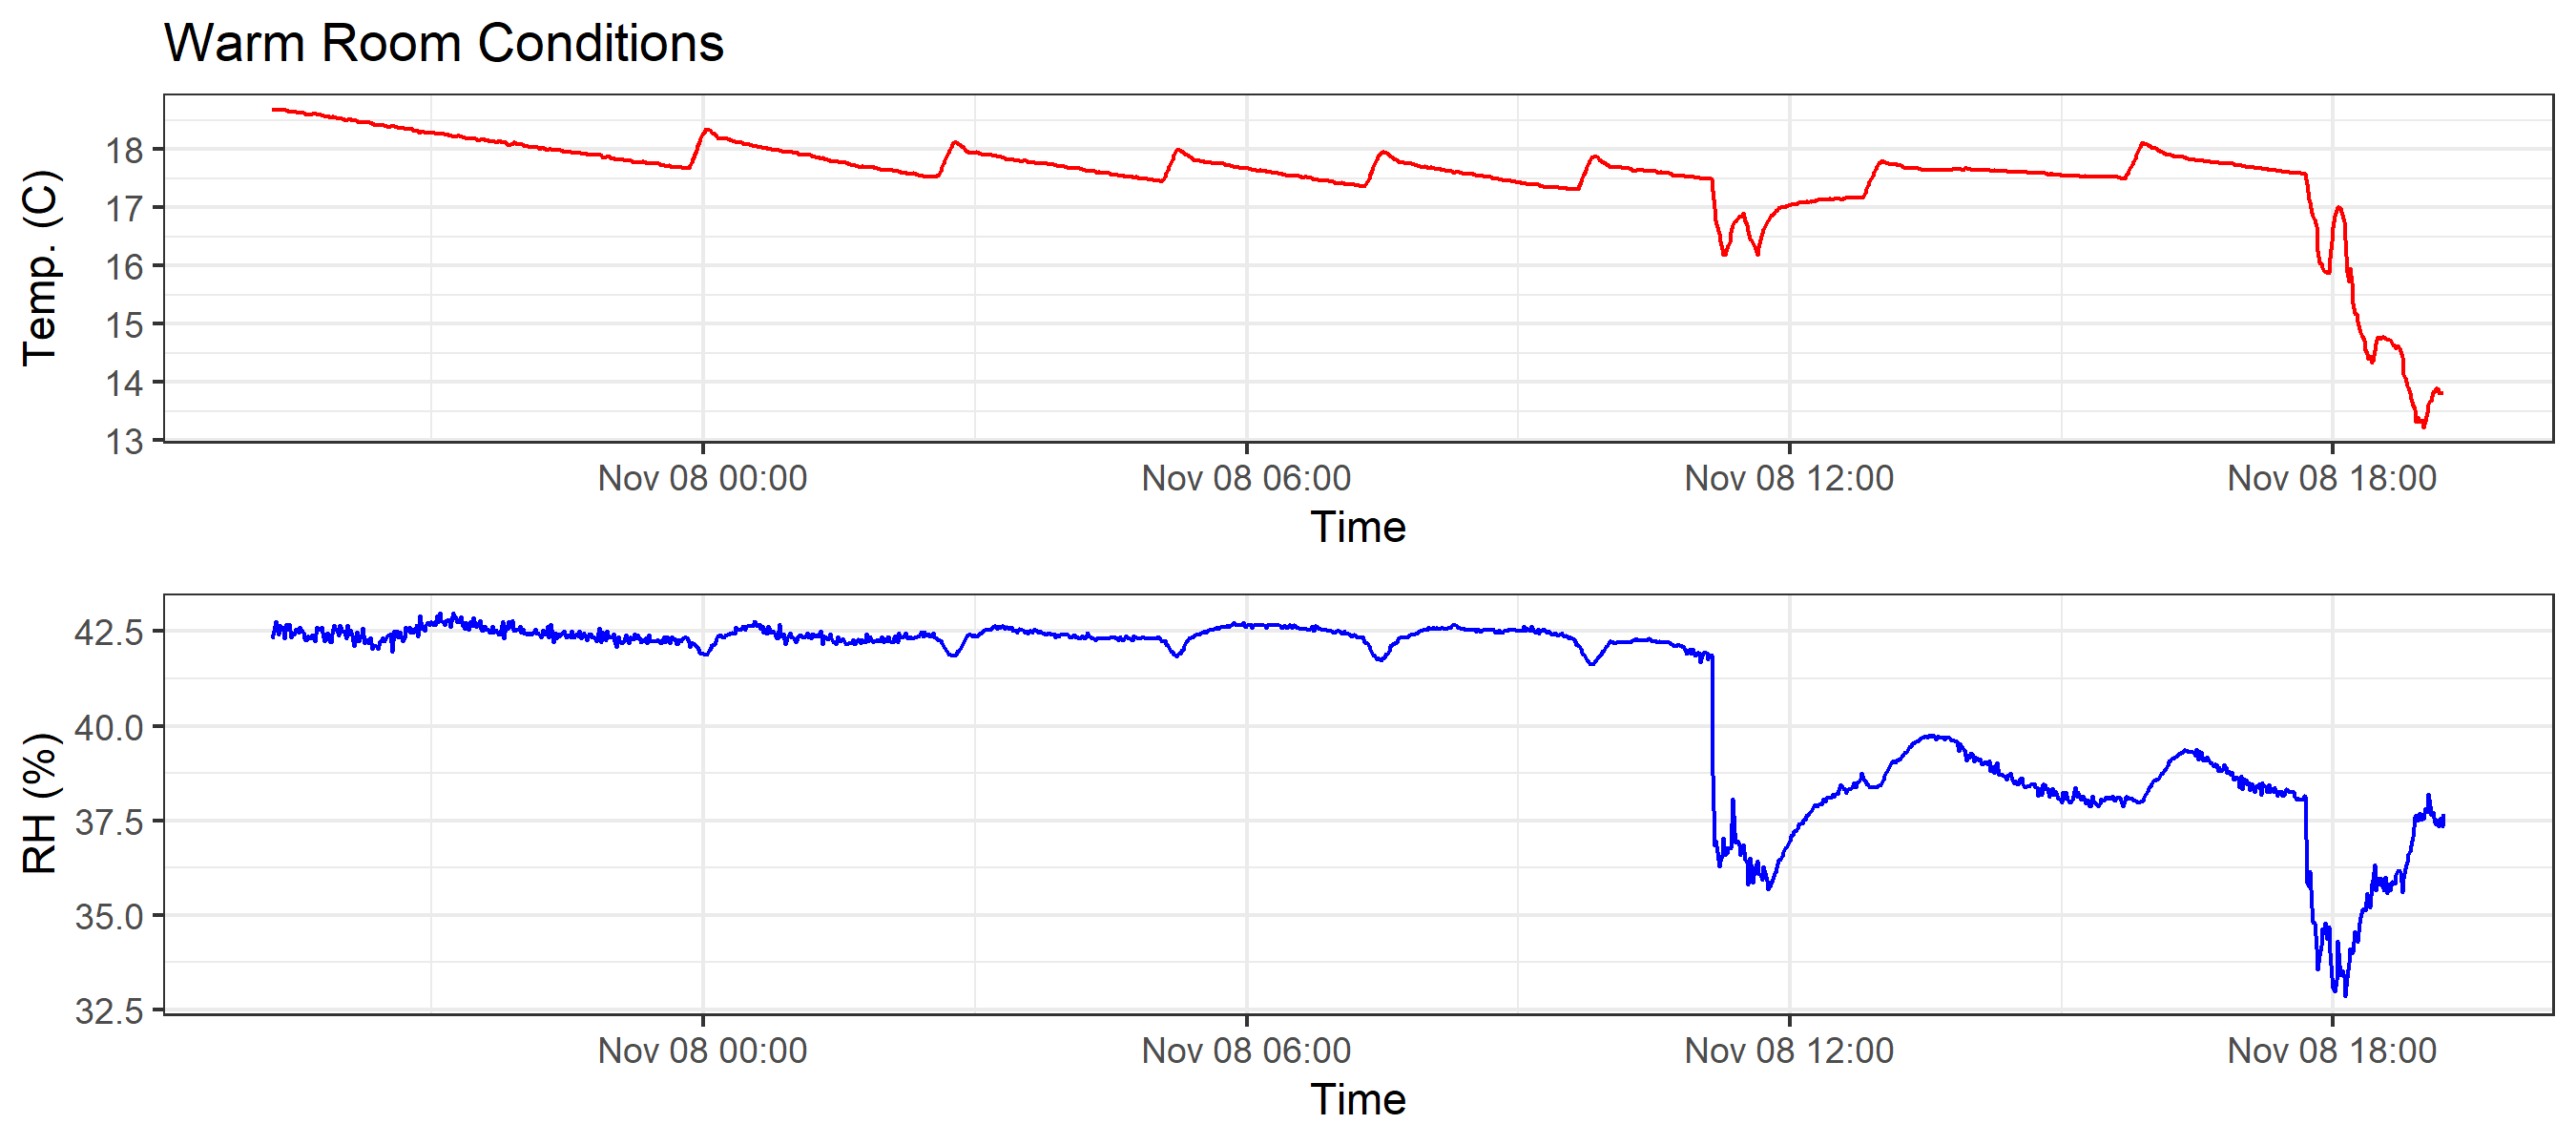 Warm Room Conditions
Temp. (C)
18
17
16
15
14
13
Nov 08 00:00
Nov 08 06:00
Nov 08 12:00
Nov 08 18:00
Time
RH (%)
42.5
40.0
37.5
35.0
32.5
Nov 08 00:00
Nov 08 06:00
Nov 08 12:00
Nov 08 18:00
Time